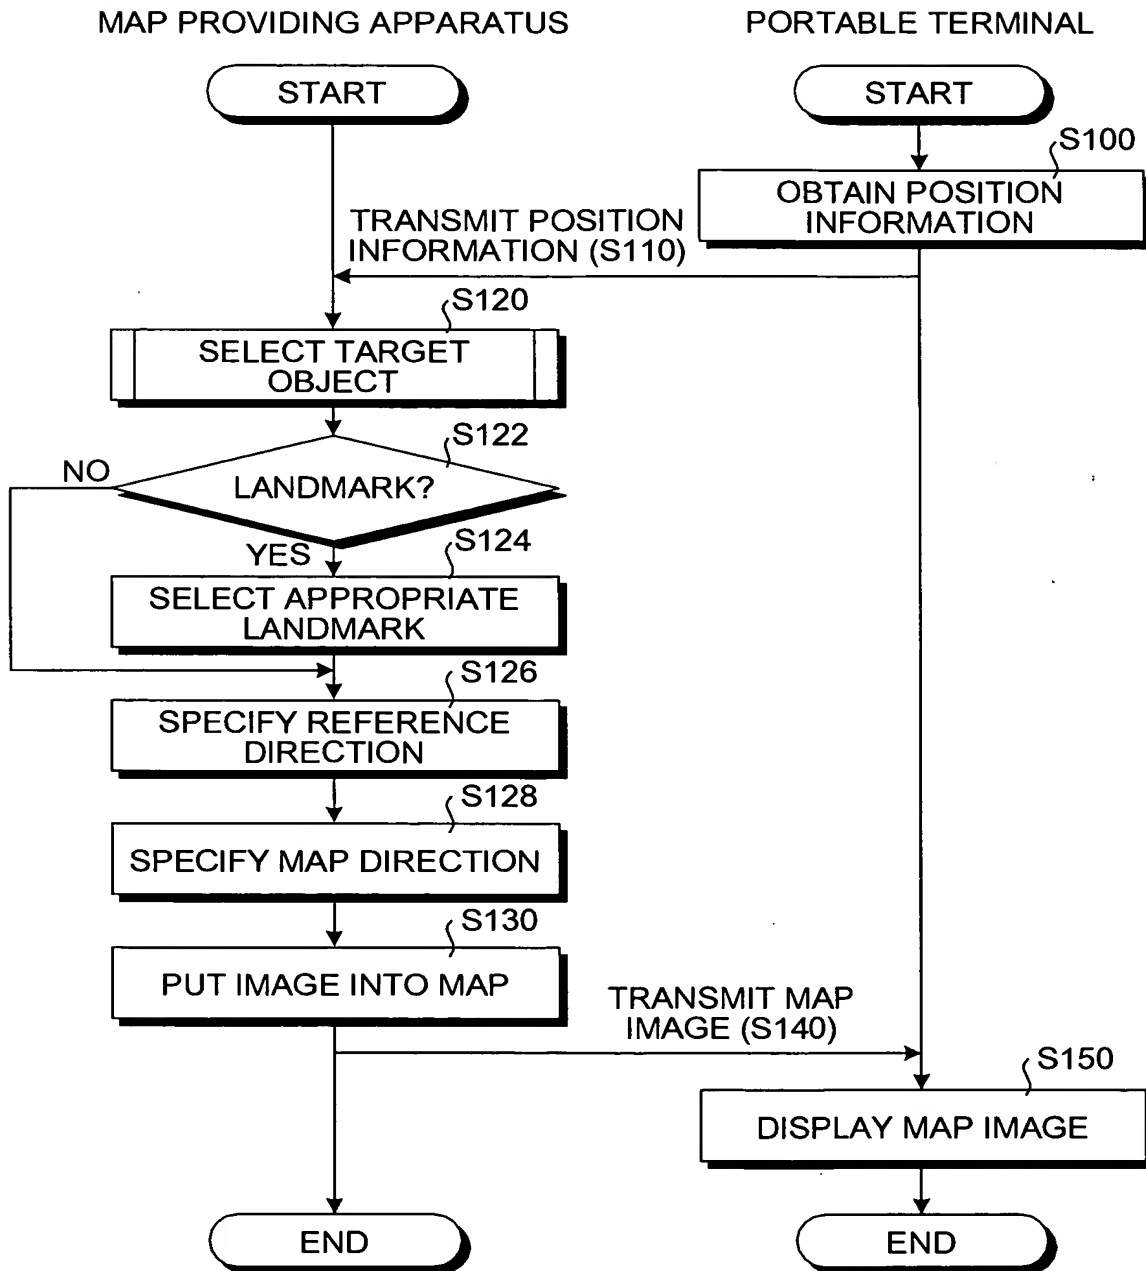 MAP PROVIDING APPARATUS
PORTABLE TERMINAL
START
START
S100
OBTAIN POSITION
INFORMATION
TRANSMIT POSITION
INFORMATION (S110)
S120
SELECT TARGET
OBJECT
S122
NO
LANDMARK?
YES
S124
SELECT APPROPRIATE
LANDMARK
S126
SPECIFY REFERENCE
DIRECTION
S128
SPECIFY MAP DIRECTION
S130
PUT IMAGE INTO MAP
TRANSMIT MAP
IMAGE (S140)
S150
DISPLAY MAP IMAGE
END
END